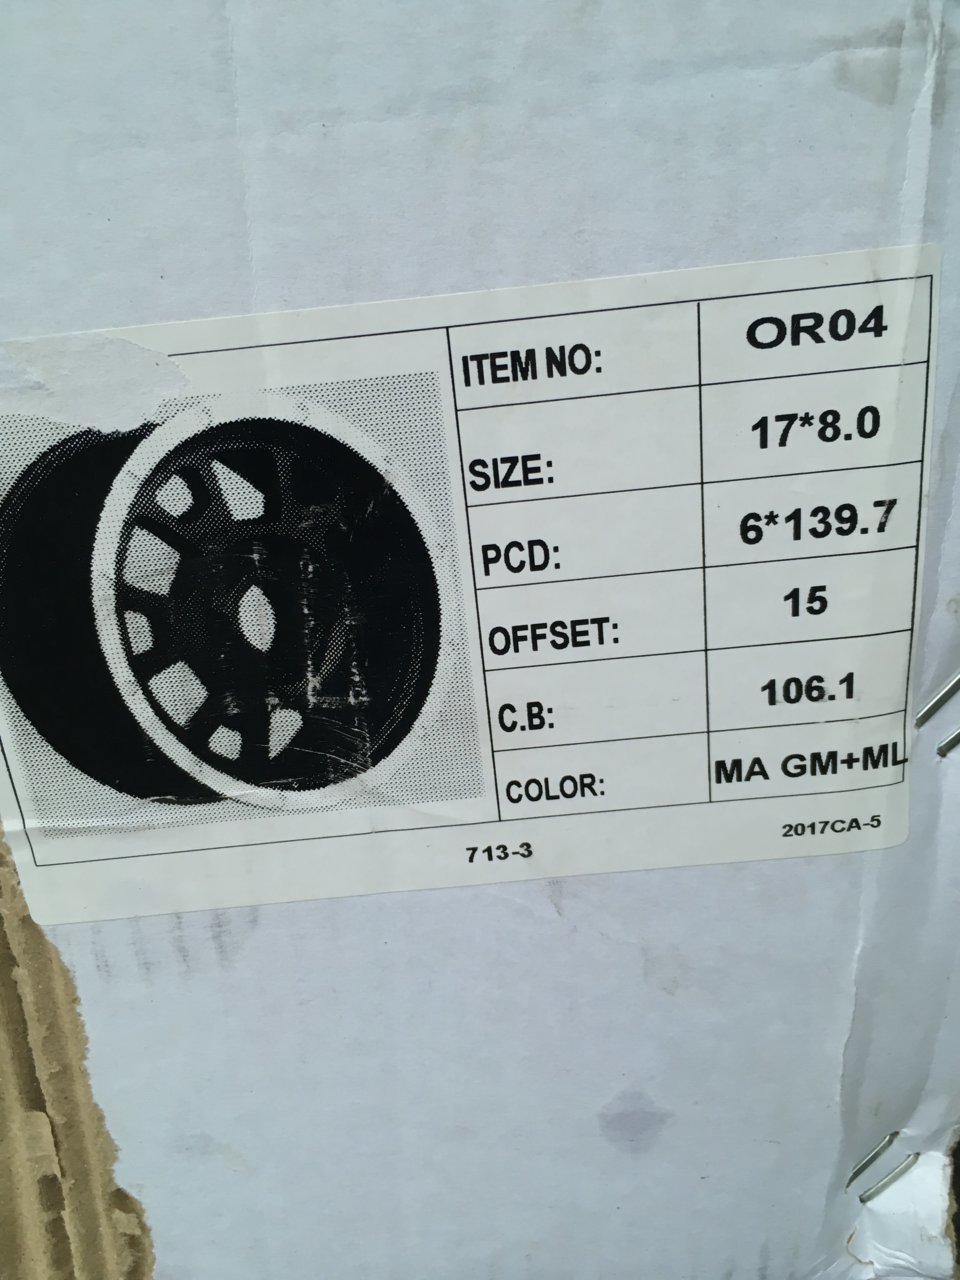 ITEM NO: OR04
SIZE: 17*8.0
PCD: 6*139.7
OFFSET: 15
C.B: 106.1
COLOR: MA GM+ML
713-3 2017CA-5